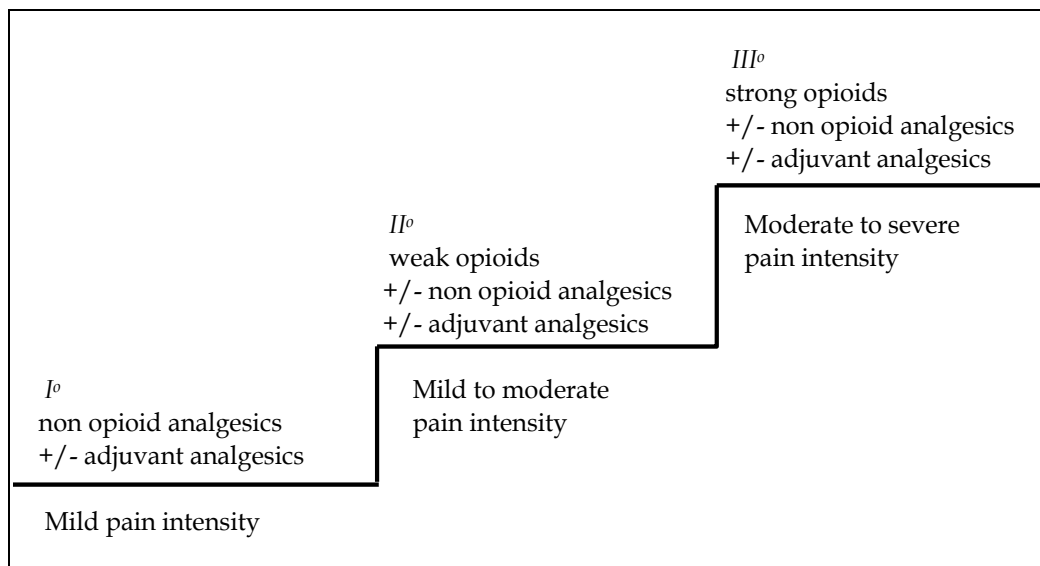 IIIº
strong opioids
+/- non opioid analgesics
+/- adjuvant analgesics
Moderate to severe
pain intensity
IIº
weak opioids
+/- non opioid analgesics
+/- adjuvant analgesics
Mild to moderate
pain intensity
Iº
non opioid analgesics
+/- adjuvant analgesics
Mild pain intensity